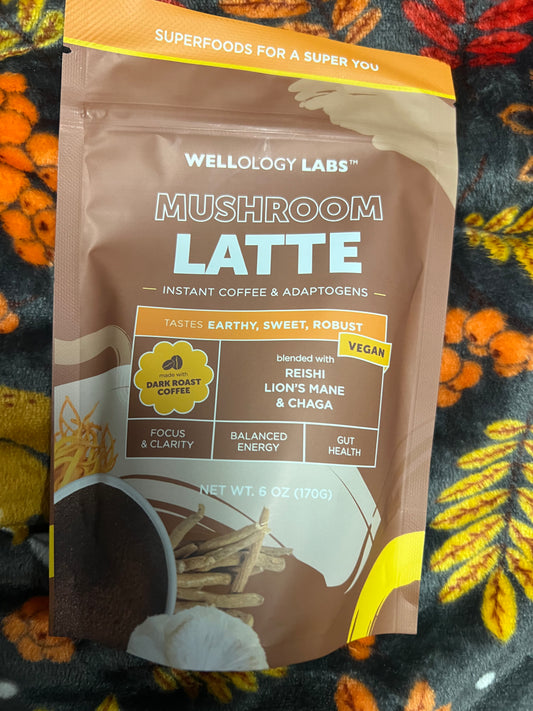 SUPERFOODS FOR A SUPER YOU
WELLOLOGY LABS™
MUSHROOM
LATTE
INSTANT COFFEE & ADAPTOGENS
TASTES EARTHY, SWEET, ROBUST
VEGAN
made with
DARK ROAST
COFFEE
blended with
REISHI
LION'S MANE
& CHAGA
FOCUS
& CLARITY
BALANCED
ENERGY
GUT
HEALTH
NET WT. 6 OZ (170G)